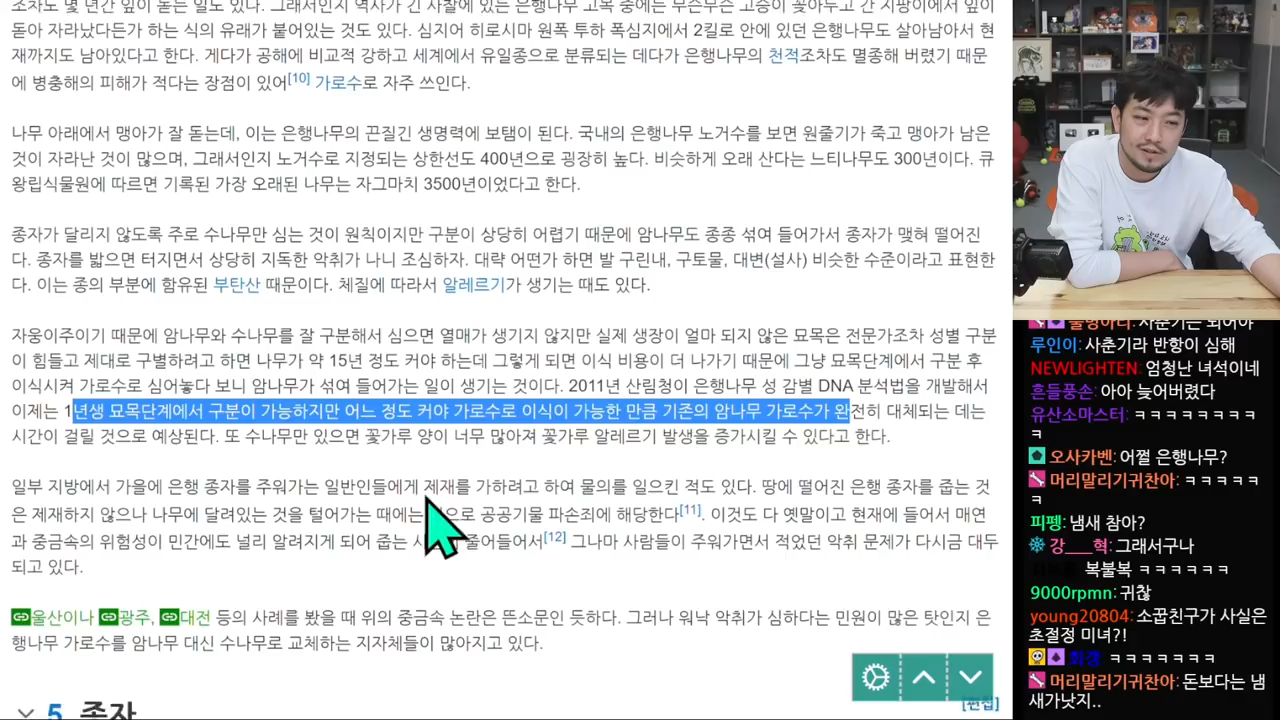 조차도 몇 년간 잎이 돋는 일도 있다. 그래서인지 역사가 긴 사찰에 있는 은행나무 고목 중에는 무슨무슨 고승이 꽂아두고 간 지팡이에서 잎이
돋아 자라났다든가 하는 식의 유래가 붙어있는 것도 있다. 심지어 히로시마 원폭 투하 폭심지에서 2킬로 안에 있던 은행나무도 살아남아서 현
재까지도 남아있다고 한다. 게다가 공해에 비교적 강하고 세계에서 유일종으로 분류되는 데다가 은행나무의 천적조차도 멸종해 버렸기 때문
에 병충해의 피해가 적다는 장점이 있어[10] 가로수로 자주 쓰인다.
나무 아래에서 맹아가 잘 돋는데, 이는 은행나무의 끈질긴 생명력에 보탬이 된다. 국내의 은행나무 노거수를 보면 원줄기가 죽고 맹아가 남은
것이 자라난 것이 많으며, 그래서인지 노거수로 지정되는 상한선도 400년으로 굉장히 높다. 비슷하게 오래 산다는 느티나무도 300년이다. 큐
왕립식물원에 따르면 기록된 가장 오래된 나무는 자그마치 3500년이었다고 한다.
종자가 달리지 않도록 주로 수나무만 심는 것이 원칙이지만 구분이 상당히 어렵기 때문에 암나무도 종종 섞여 들어가서 종자가 맺혀 떨어진
다. 종자를 밟으면 터지면서 상당히 지독한 악취가 나니 조심하자. 대략 어떤가 하면 발 구린내, 구토물, 대변(설사) 비슷한 수준이라고 표현한
다. 이는 종의 부분에 함유된 부탄산 때문이다. 체질에 따라서 알레르기가 생기는 때도 있다.
자웅이주이기 때문에 암나무와 수나무를 잘 구분해서 심으면 열매가 생기지 않지만 실제 생장이 얼마 되지 않은 묘목은 전문가조차 성별 구분
이 힘들고 제대로 구별하려고 하면 나무가 약 15년 정도 커야 하는데 그렇게 되면 이식 비용이 더 나가기 때문에 그냥 묘목단계에서 구분 후
이식시켜 가로수로 심어놓다 보니 암나무가 섞여 들어가는 일이 생기는 것이다. 2011년 산림청이 은행나무 성 감별 DNA 분석법을 개발해서
이제는 1년생 묘목단계에서 구분이 가능하지만 어느 정도 커야 가로수로 이식이 가능한 만큼 기존의 암나무 가로수가 완전히 대체되는 데는
시간이 걸릴 것으로 예상된다. 또 수나무만 있으면 꽃가루 양이 너무 많아져 꽃가루 알레르기 발생을 증가시킬 수 있다고 한다.
일부 지방에서 가을에 은행 종자를 주워가는 일반인들에게 제재를 가하려고 하여 물의를 일으킨 적도 있다. 땅에 떨어진 은행 종자를 줍는 것
은 제재하지 않으나 나무에 달려있는 것을 털어가는 때에는 으로 공공기물 파손죄에 해당한다[11]. 이것도 다 옛말이고 현재에 들어서 매연
과 중금속의 위험성이 민간에도 널리 알려지게 되어 줍는 줄어들어서[12] 그나마 사람들이 주워가면서 적었던 악취 문제가 다시금 대두
되고 있다.
울산이나 광주, 대전 등의 사례를 봤을 때 위의 중금속 논란은 뜬소문인 듯하다. 그러나 워낙 악취가 심하다는 민원이 많은 탓인지 은
행나무 가로수를 암나무 대신 수나무로 교체하는 지자체들이 많아지고 있다.
5. 종자
[편집]
사춘기는 되어야
루인이: 사춘기라 반항이 심해
NEWLIGHTEN: 엄청난 녀석이네
흔들풍손: 아아 늦어버렸다
유산소마스터: ㅋㅋㅋㅋㅋㅋㅋㅋ
ㅋ
오사카벤: 어쩔 은행나무?
머리말리기귀찬아: ㅋㅋㅋㅋㅋ
ㅋ
피펭: 냄새 참아?
강___혁: 그래서구나
복불복 ㅋㅋㅋㅋㅋㅋ
9000rpmn: 귀찮
young20804: 소꿉친구가 사실은
초절정 미녀?!
ㅋㅋㅋㅋㅋㅋㅋ
머리말리기귀찬아: 돈보다는 냄
새가낫지..